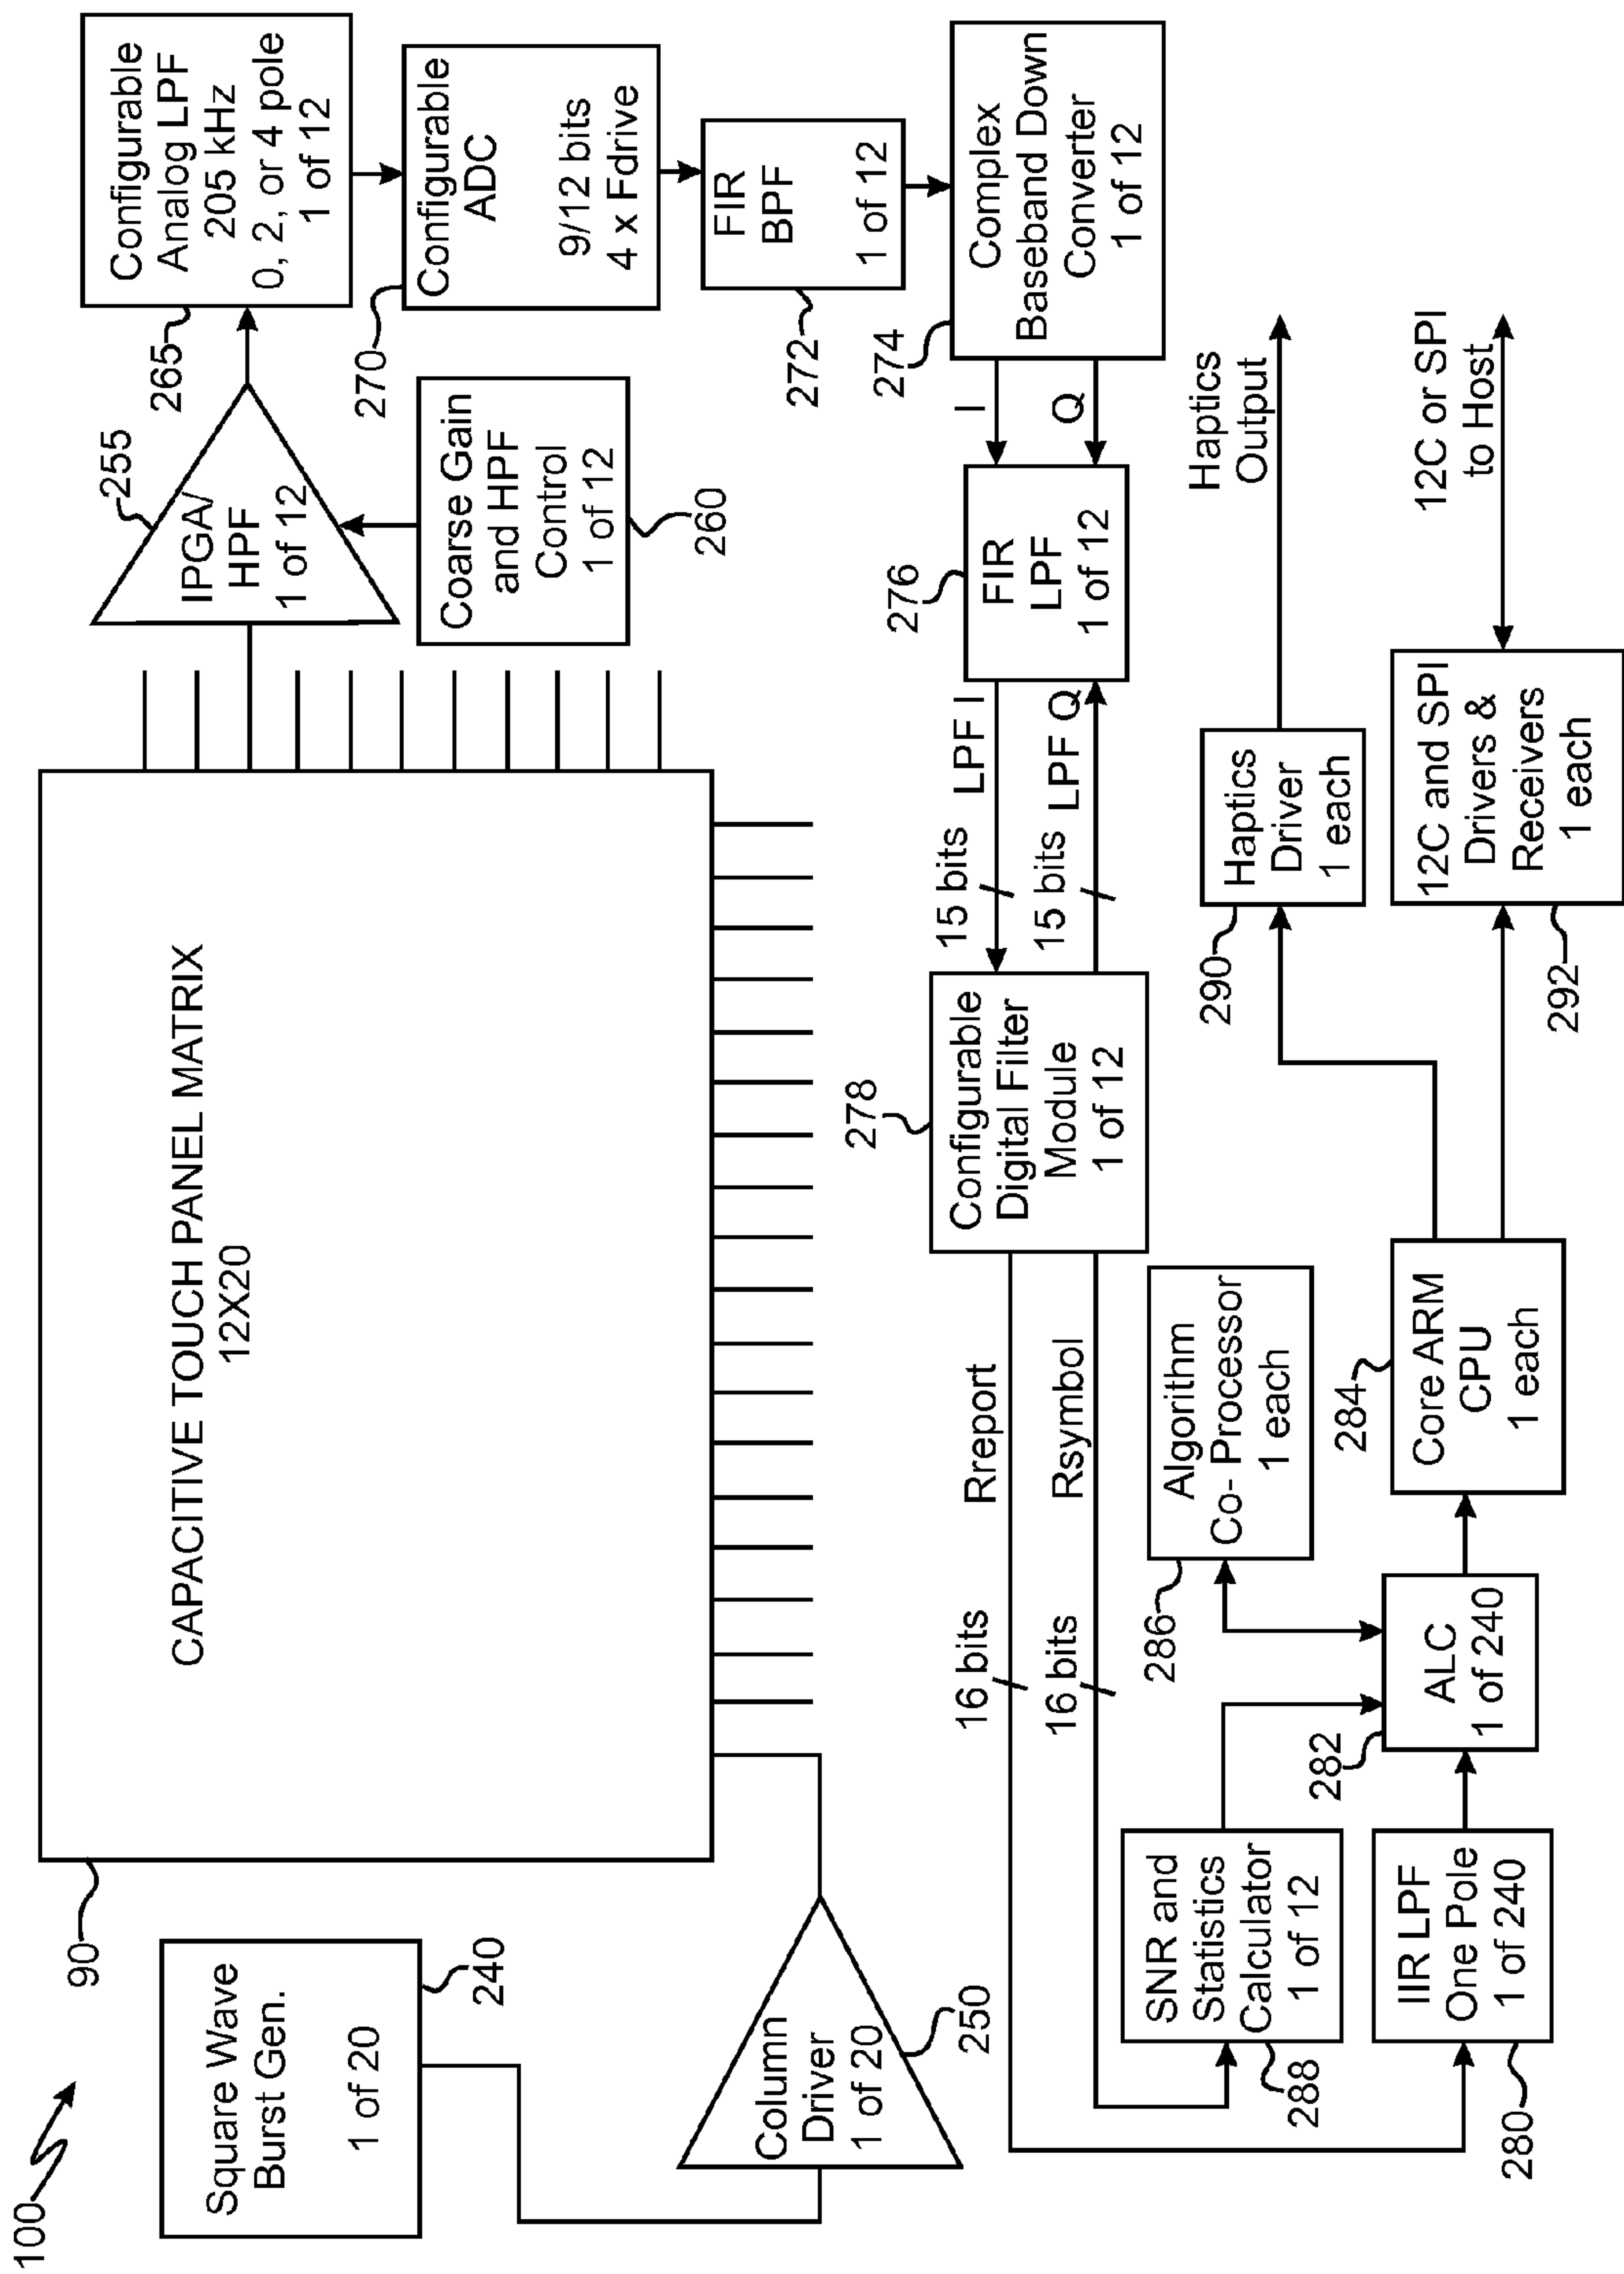 100
Square Wave
Burst Gen.
1 of 20
240
Column
Driver
1 of 20
250
90
CAPACITIVE TOUCH PANEL MATRIX
12X20
IPGA/
HPF
1 of 12
255
Coarse Gain
and HPF
Control
1 of 12
260
Configurable
Analog LPF
205 kHz
0, 2, or 4 pole
1 of 12
265
Configurable
ADC
9/12 bits
4 x Fdrive
270
FIR
BPF
1 of 12
272
Complex
Baseband Down
Converter
1 of 12
274
I
Q
FIR
LPF
1 of 12
276
15 bits LPF I
15 bits LPF Q
Configurable
Digital Filter
Module
1 of 12
278
16 bits
Rreport
16 bits
Rsymbol
SNR and
Statistics
Calculator
1 of 12
288
IIR LPF
One Pole
1 of 240
280
ALC
1 of 240
282
Algorithm
Co- Processor
1 each
286
Core ARM
CPU
1 each
284
Haptics
Driver
1 each
290
Haptics
Output
12C and SPI
Drivers &
Receivers
1 each
292
12C or SPI
to Host